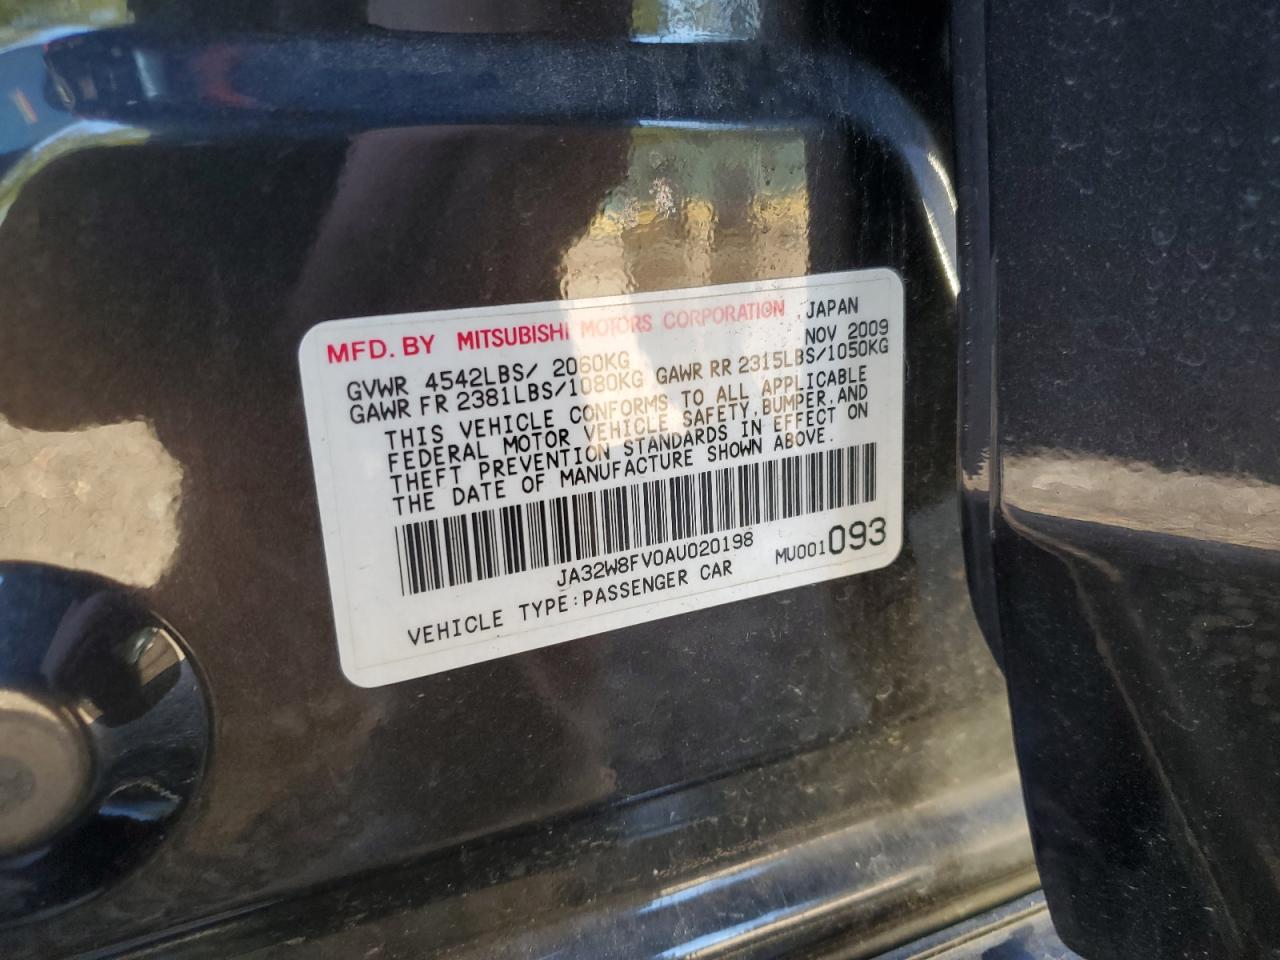 MFD. BY MITSUBISHI MOTORS CORPORATION ,JAPAN
NOV 2009
GVWR 4542LBS/ 2060KG
GAWR FR 2381LBS/1080KG GAWR RR 2315LBS/1050KG
THIS VEHICLE CONFORMS TO ALL APPLICABLE
FEDERAL MOTOR VEHICLE SAFETY, BUMPER, AND
THEFT PREVENTION STANDARDS IN EFFECT ON
THE DATE OF MANUFACTURE SHOWN ABOVE.
JA32W8FV0AU020198
MU001093
VEHICLE TYPE:PASSENGER CAR